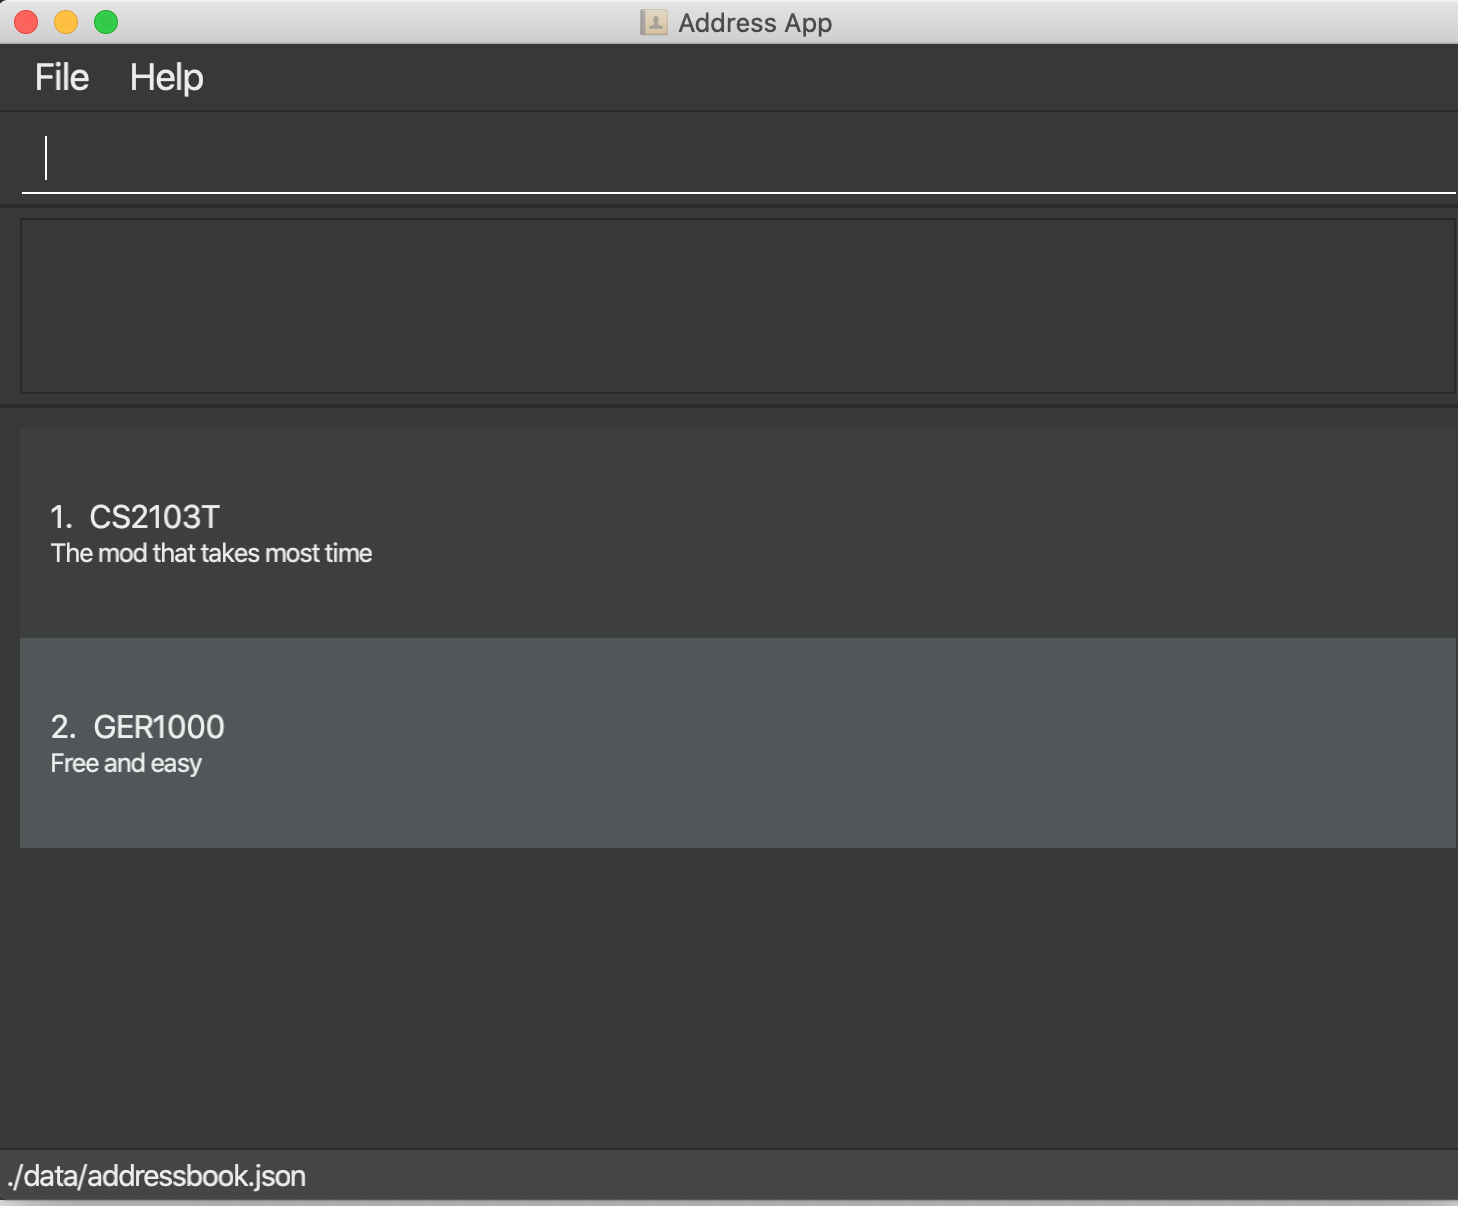 Address App
File Help
1. CS2103T
The mod that takes most time
2. GER1000
Free and easy
./data/addressbook.json